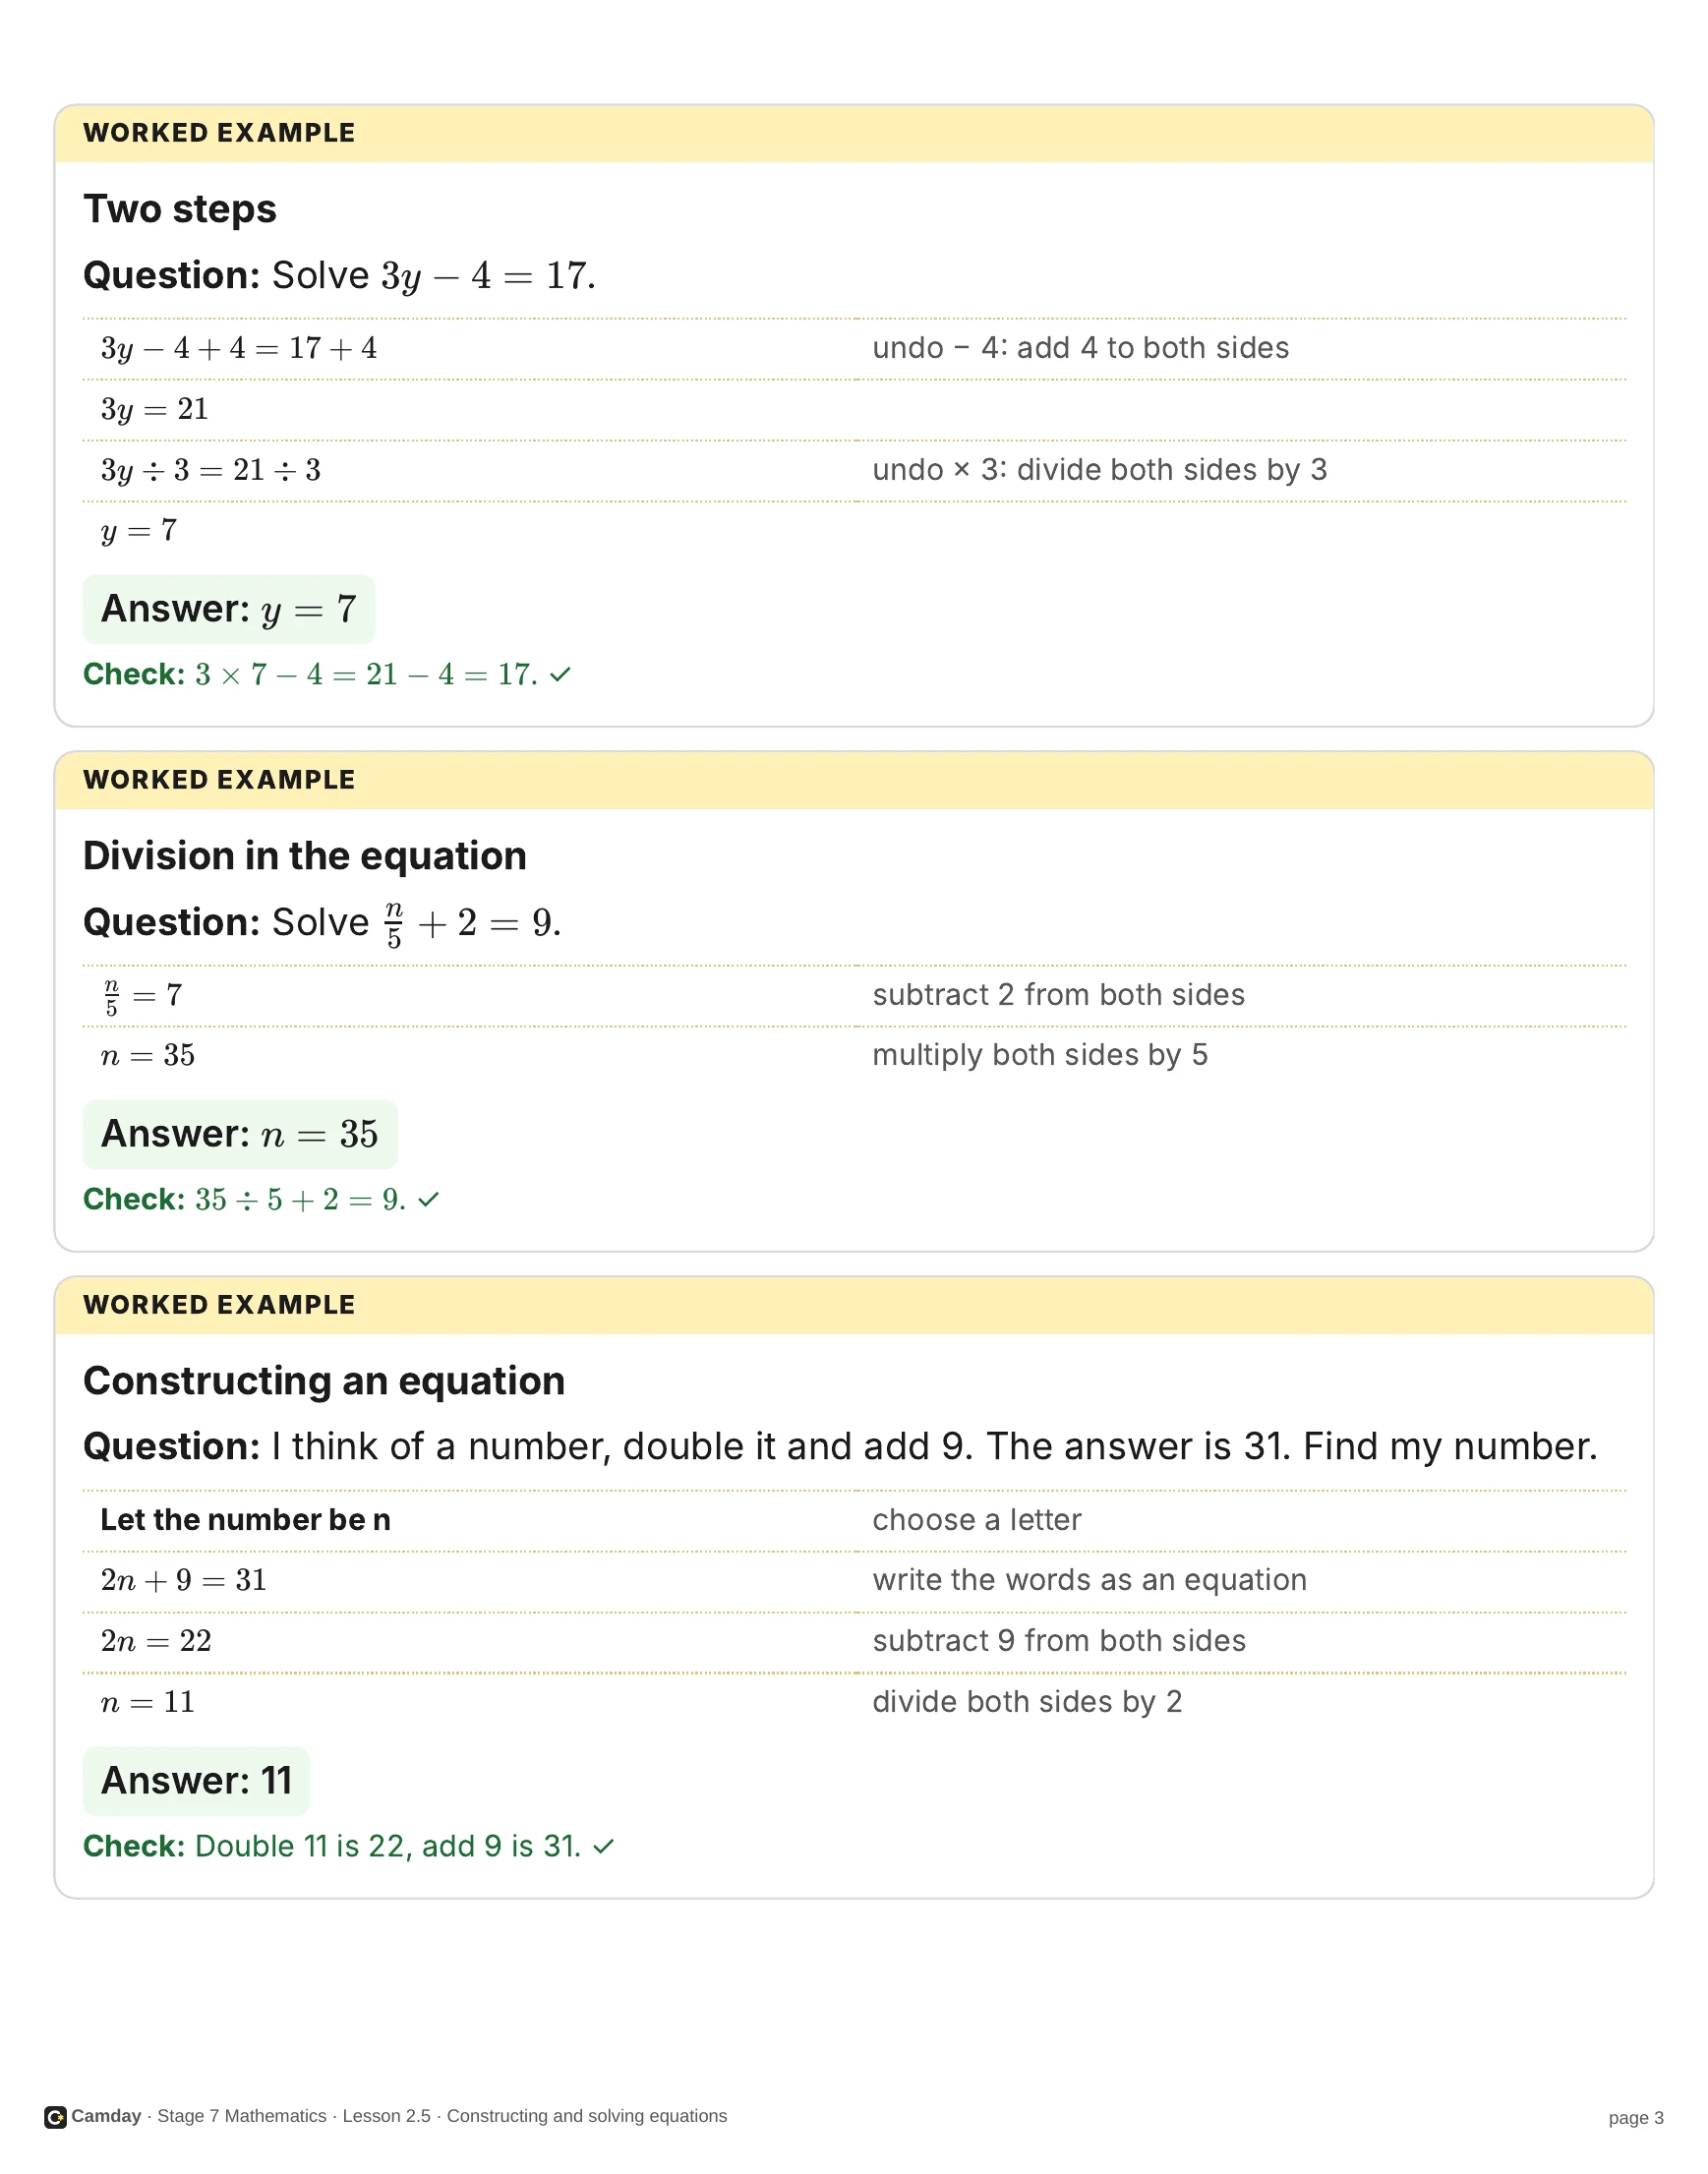 WORKED EXAMPLE
Two steps
Question: Solve 3y − 4 = 17.
3y − 4 + 4 = 17 + 4 undo − 4: add 4 to both sides
3y = 21
3y ÷ 3 = 21 ÷ 3 undo × 3: divide both sides by 3
y = 7
Answer: y = 7
Check: 3 × 7 − 4 = 21 − 4 = 17. ✓
WORKED EXAMPLE
Division in the equation
Question: Solve n/5 + 2 = 9.
n/5 = 7 subtract 2 from both sides
n = 35 multiply both sides by 5
Answer: n = 35
Check: 35 ÷ 5 + 2 = 9. ✓
WORKED EXAMPLE
Constructing an equation
Question: I think of a number, double it and add 9. The answer is 31. Find my number.
Let the number be n choose a letter
2n + 9 = 31 write the words as an equation
2n = 22 subtract 9 from both sides
n = 11 divide both sides by 2
Answer: 11
Check: Double 11 is 22, add 9 is 31. ✓
Camday · Stage 7 Mathematics · Lesson 2.5 · Constructing and solving equations page 3